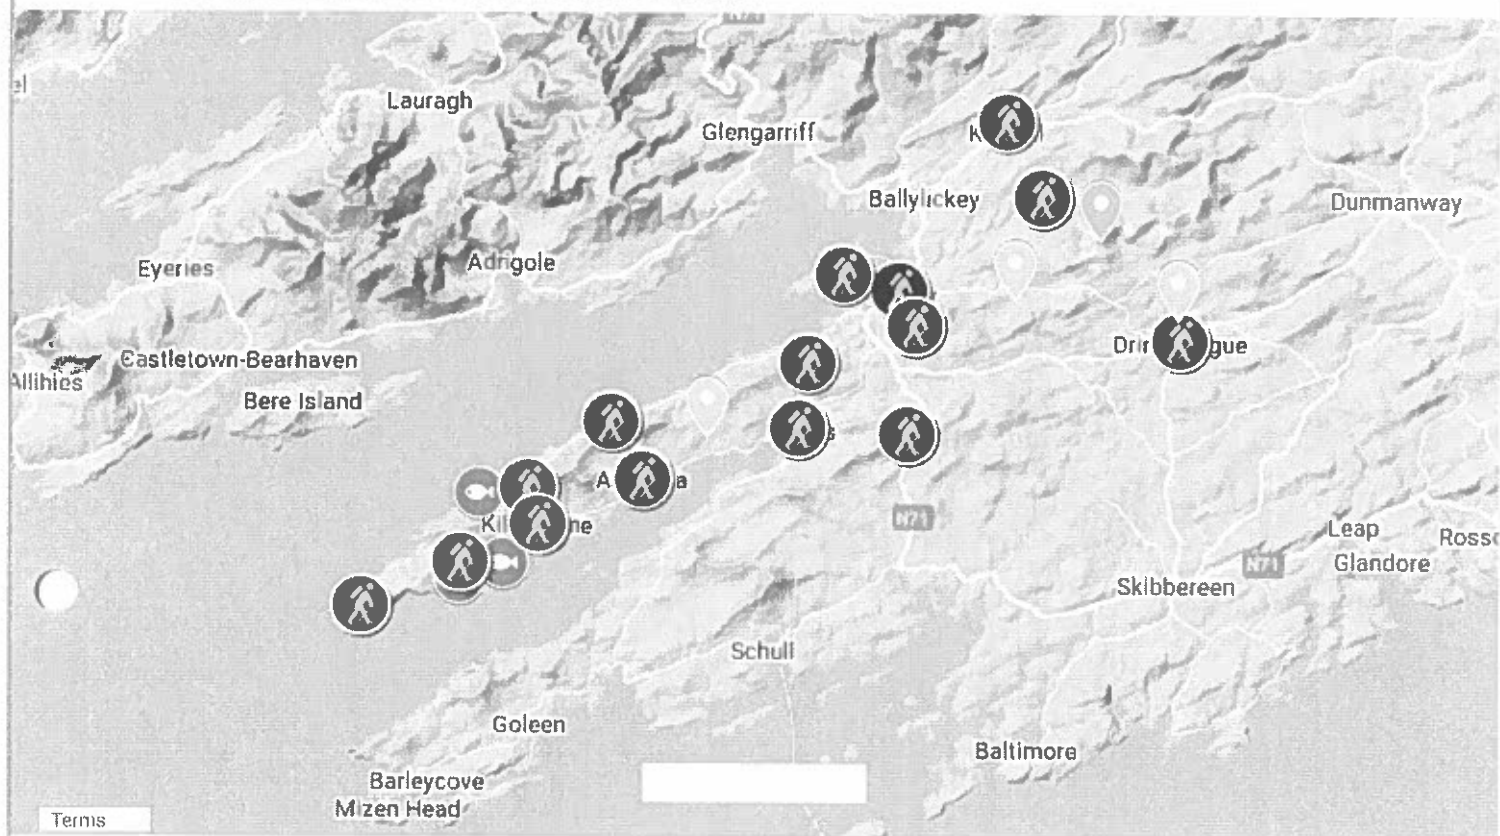 Lauragh
Glengarriff
Ballylickey
Dunmanway
Eyeries
Adrigole
Castletown-Bearhaven
Allihies
Bere Island
N71
Leap
Glandore
N71
Skibbereen
Schull
Goleen
Baltimore
Barleycove
Mizen Head
Terms